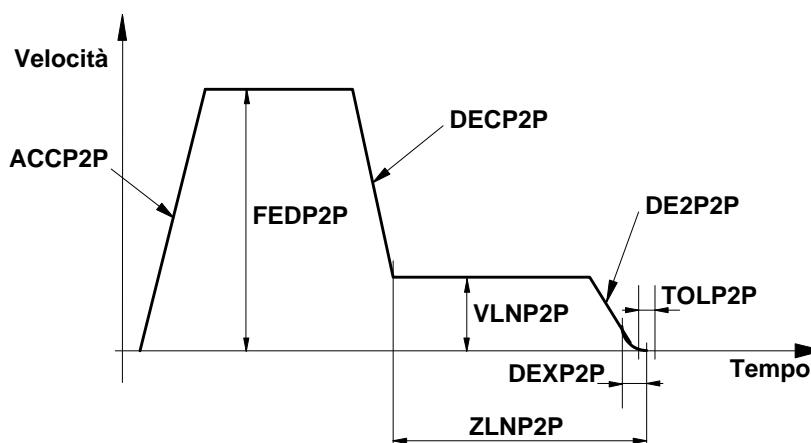 Velocità
DECP2P
ACCP2P
FEDP2P
DE2P2P
TOLP2P
VLNP2P
Tempo
DEXP2P
ZLNP2P